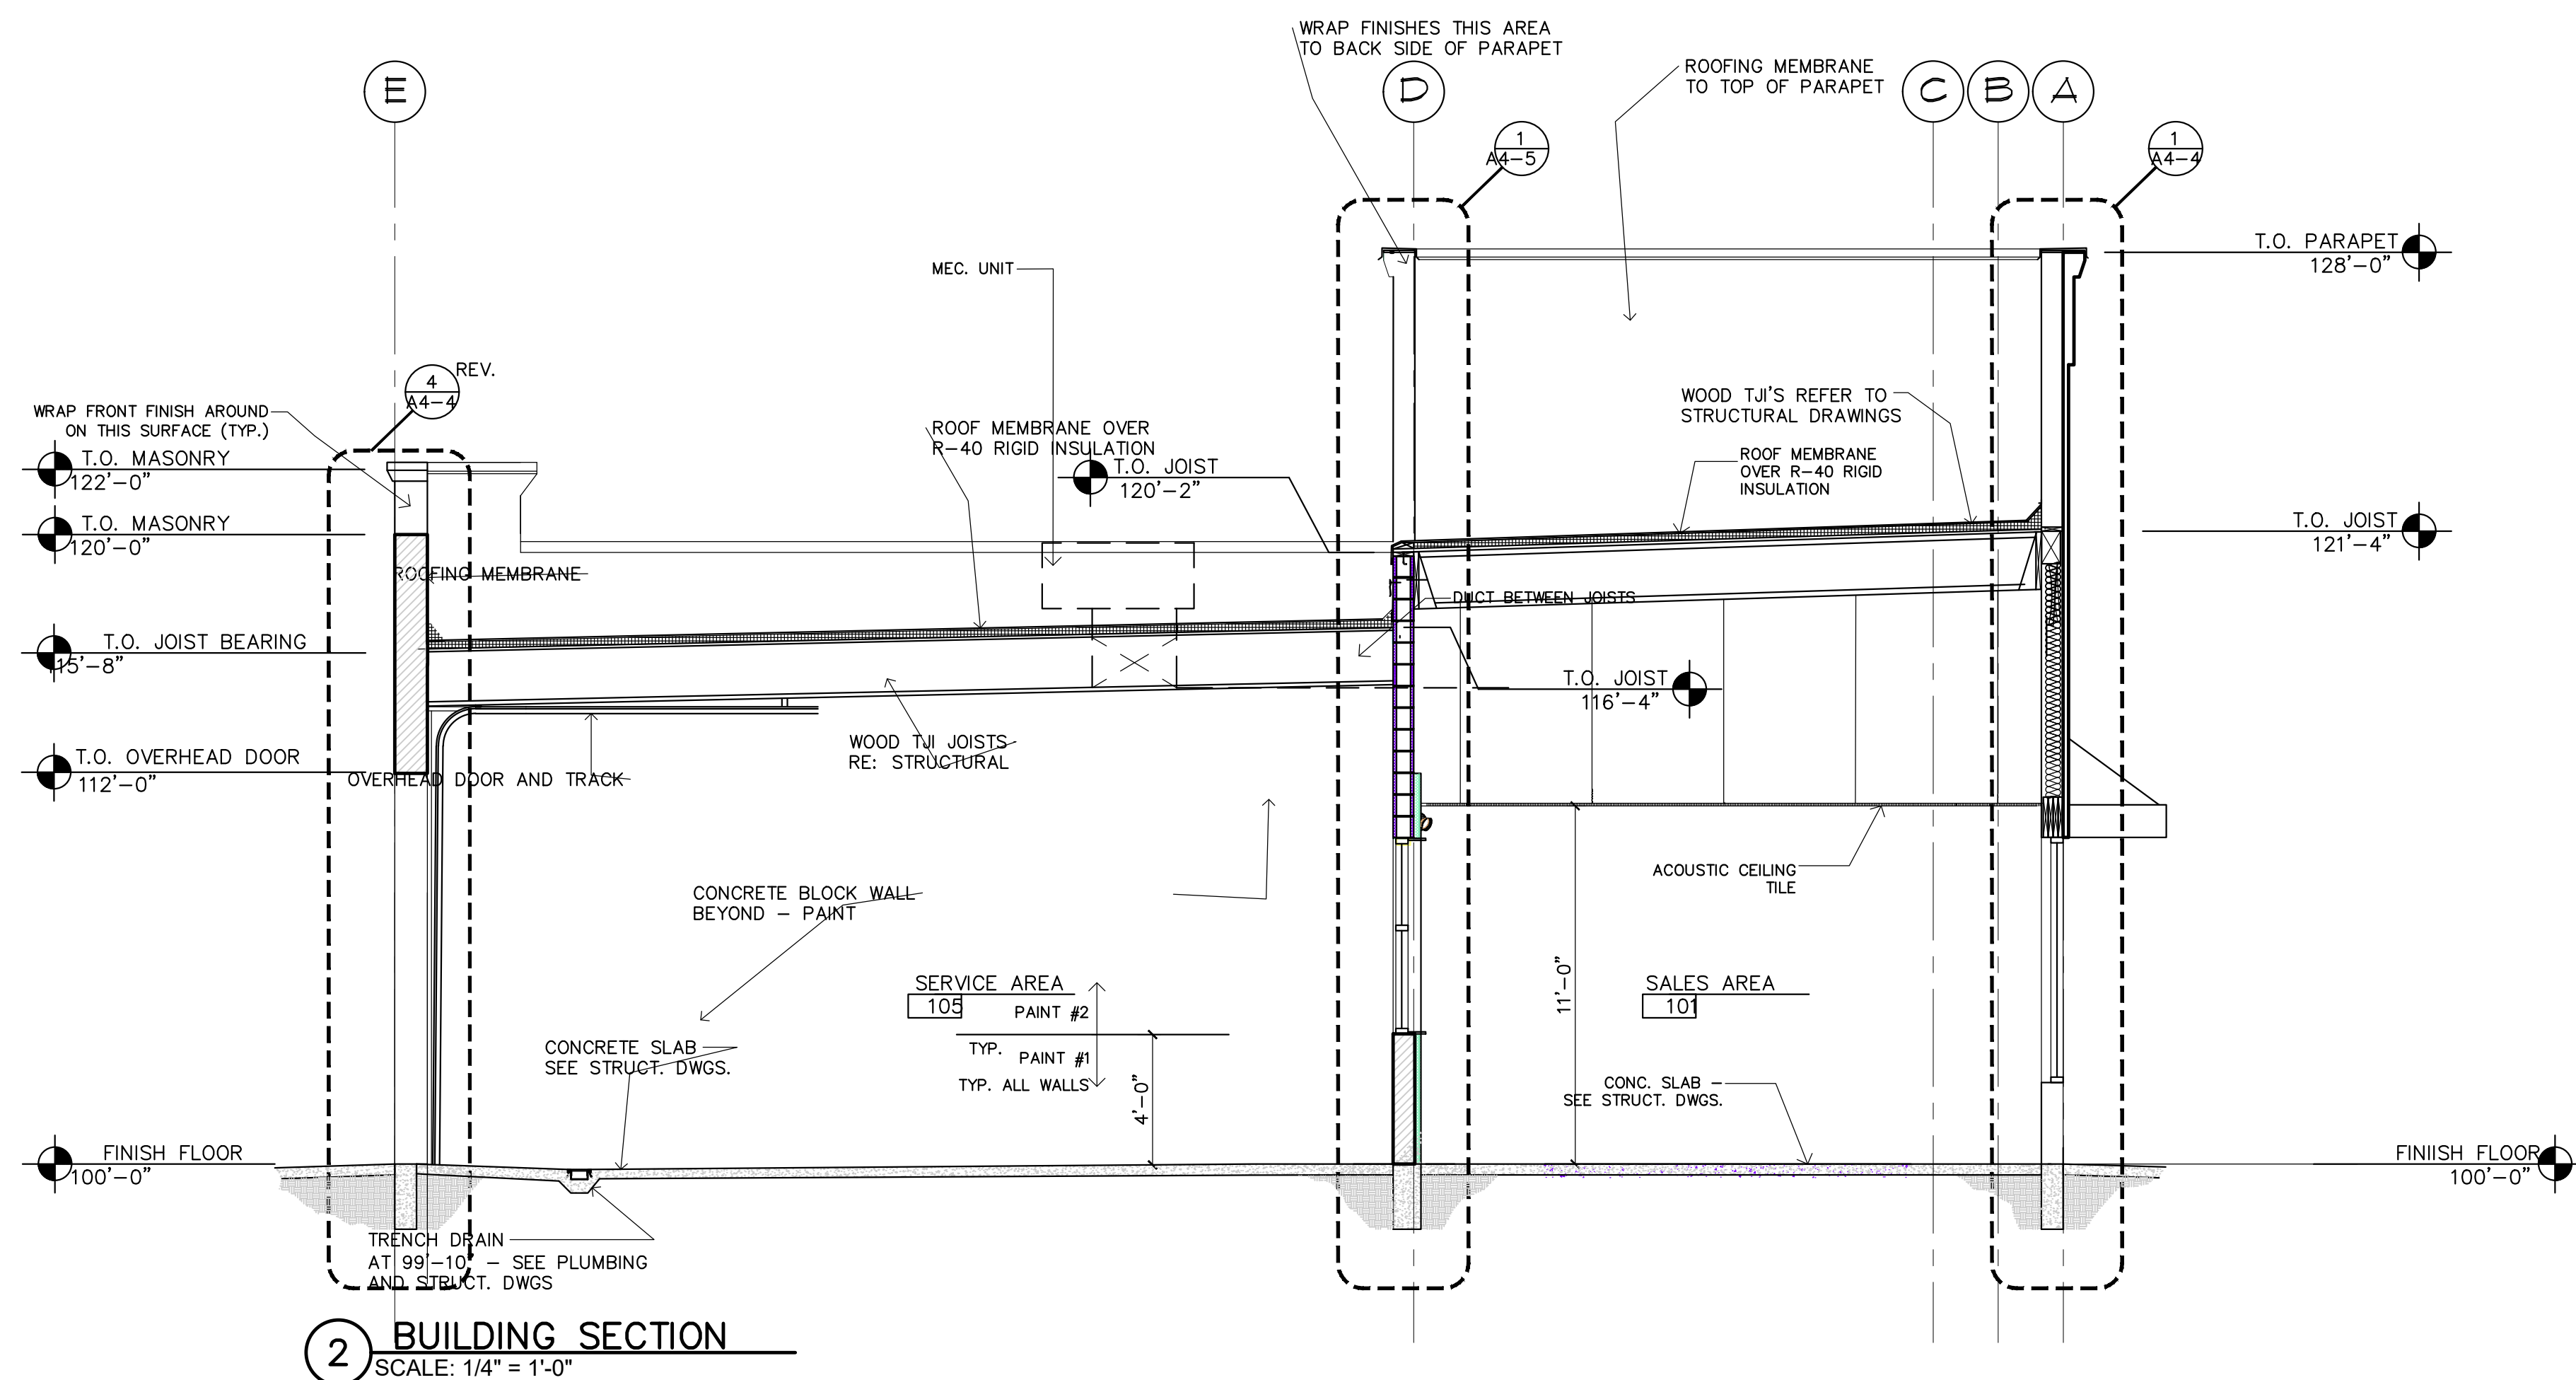 WRAP FINISHES THIS AREA
TO BACK SIDE OF PARAPET
ROOFING MEMBRANE
TO TOP OF PARAPET
E
D
C
B
A
1
A4-5
1
A4-4
T.O. PARAPET
128'-0"
MEC. UNIT
4
A4-4
REV.
WRAP FRONT FINISH AROUND
ON THIS SURFACE (TYP.)
WOOD TJI'S REFER TO
STRUCTURAL DRAWINGS
ROOF MEMBRANE OVER
R-40 RIGID INSULATION
ROOF MEMBRANE
OVER R-40 RIGID
INSULATION
T.O. MASONRY
122'-0"
T.O. JOIST
120'-2"
T.O. MASONRY
120'-0"
T.O. JOIST
121'-4"
ROOFING MEMBRANE
DUCT BETWEEN JOISTS
T.O. JOIST BEARING
115'-8"
T.O. JOIST
116'-4"
WOOD TJI JOISTS
RE: STRUCTURAL
T.O. OVERHEAD DOOR
112'-0"
OVERHEAD DOOR AND TRACK
ACOUSTIC CEILING
TILE
CONCRETE BLOCK WALL
BEYOND - PAINT
SERVICE AREA
105
PAINT #2
TYP.
PAINT #1
TYP. ALL WALLS
4'-0"
11'-0"
SALES AREA
101
CONCRETE SLAB
SEE STRUCT. DWGS.
CONC. SLAB -
SEE STRUCT. DWGS.
FINISH FLOOR
100'-0"
FINIISH FLOOR
100'-0"
TRENCH DRAIN
AT 99'-10" - SEE PLUMBING
AND STRUCT. DWGS
2
BUILDING SECTION
SCALE: 1/4" = 1'-0"